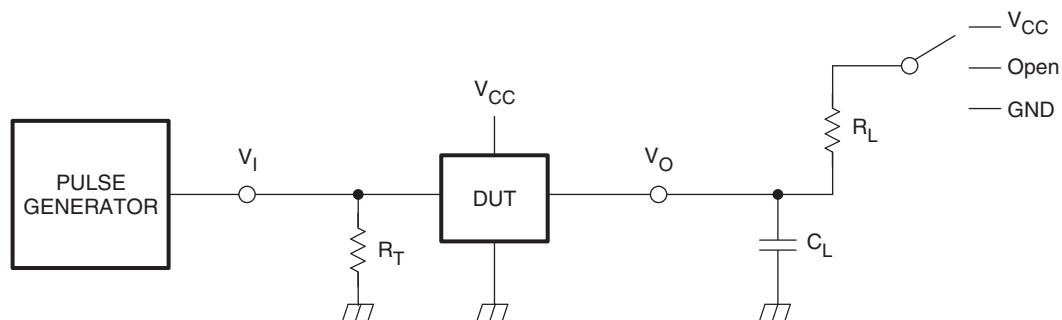 V_CC
Open
GND
R_L
V_CC
V_I
V_O
PULSE
GENERATOR
DUT
R_T
C_L